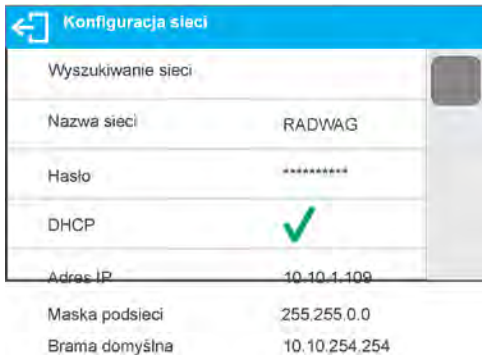 Konfiguracja sieci
Wyszukiwanie sieci
Nazwa sieci RADWAG
Hasło **********
DHCP
Adres IP 10.10.1.109
Maska podsieci 255.255.0.0
Brama domyślna 10.10.254.254